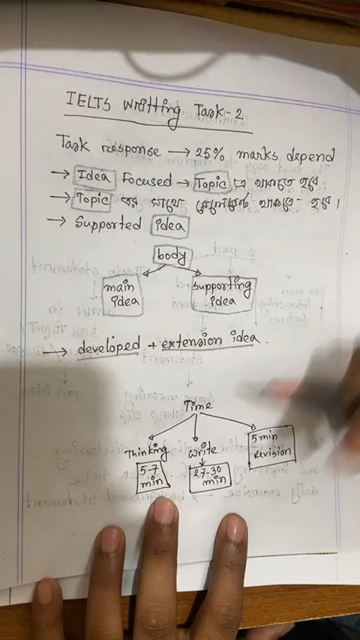 IELTS writting Task-2
Task response → 25% marks depend
→ Idea Focused → Topic এ থাকতে হবে
→ Topic এর সাথে রিলেটেড থাকতে হবে।
→ Supported idea
body
main idea
supporting idea
→ developed + extension idea.
Time
Thinking
5-7 min
Write
27-30 min
5 min Revision